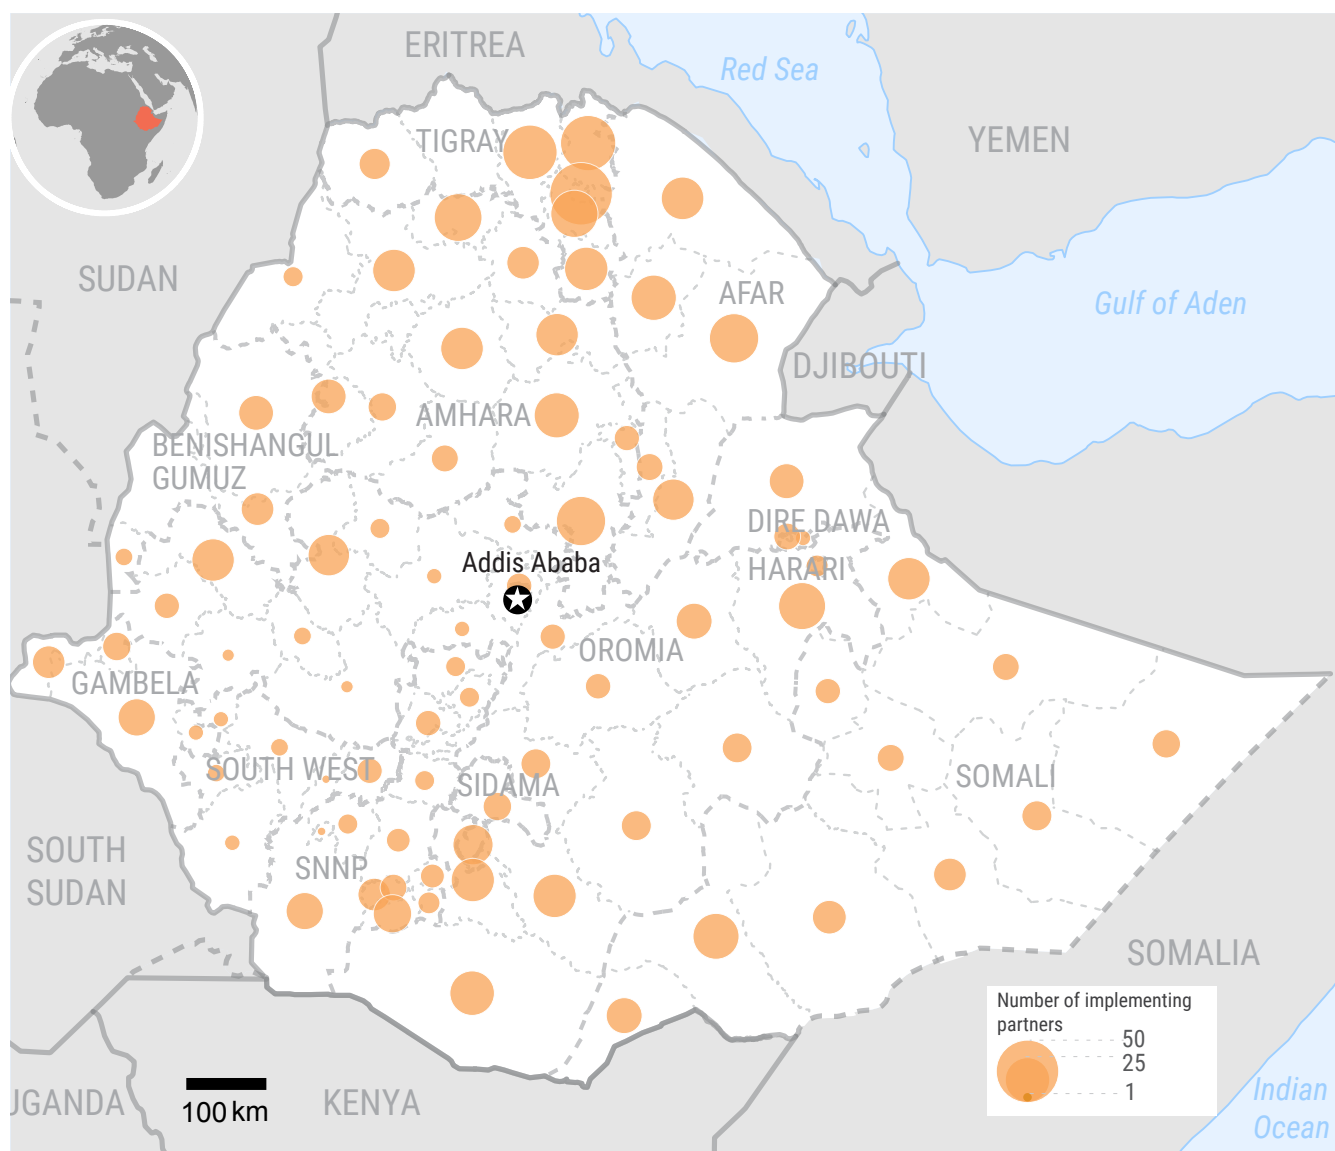 ERITREA
Red Sea
YEMEN
TIGRAY
SUDAN
AFAR
Gulf of Aden
DJIBOUTI
AMHARA
BENISHANGUL
GUMUZ
DIRE DAWA
Addis Ababa
HARARI
OROMIA
GAMBELA
SOUTH WEST
SIDAMA
SOMALI
SOUTH
SUDAN
SNNP
SOMALIA
Number of implementing
partners
50
25
1
100 km
UGANDA
KENYA
Indian
Ocean